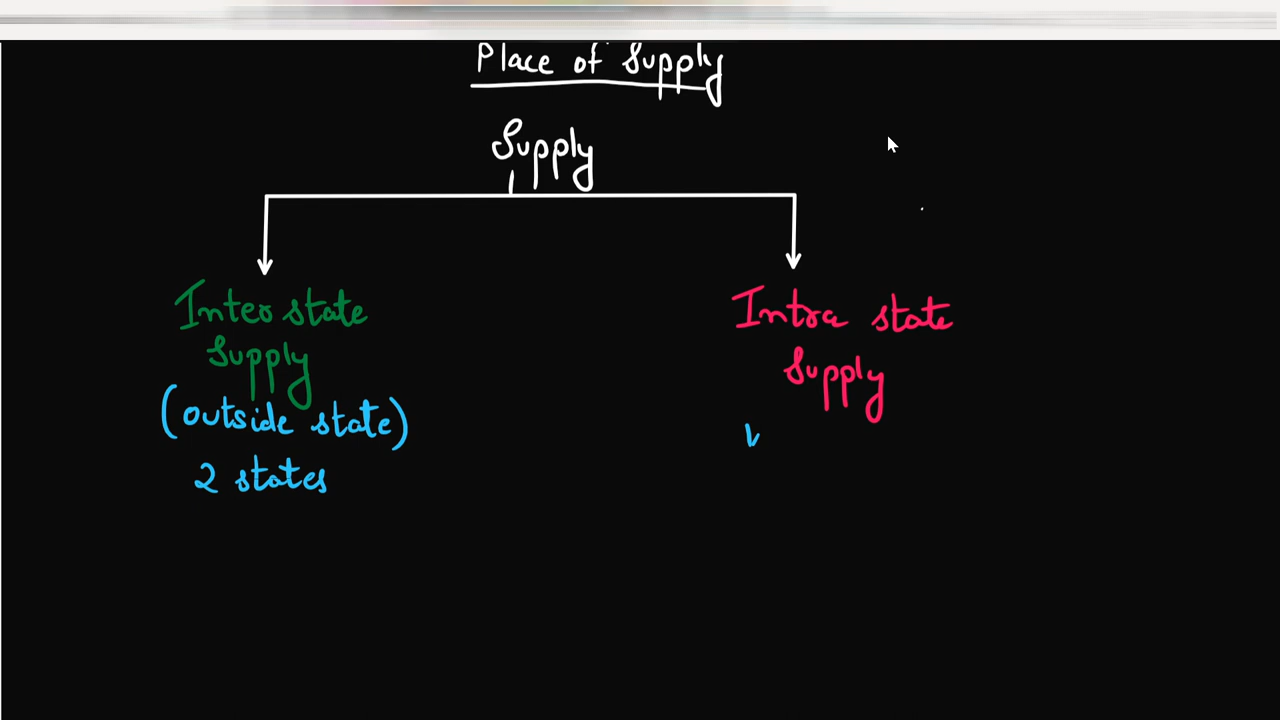 Place of Supply
Supply
Inter state
Supply
(outside state)
2 states
Intra state
Supply